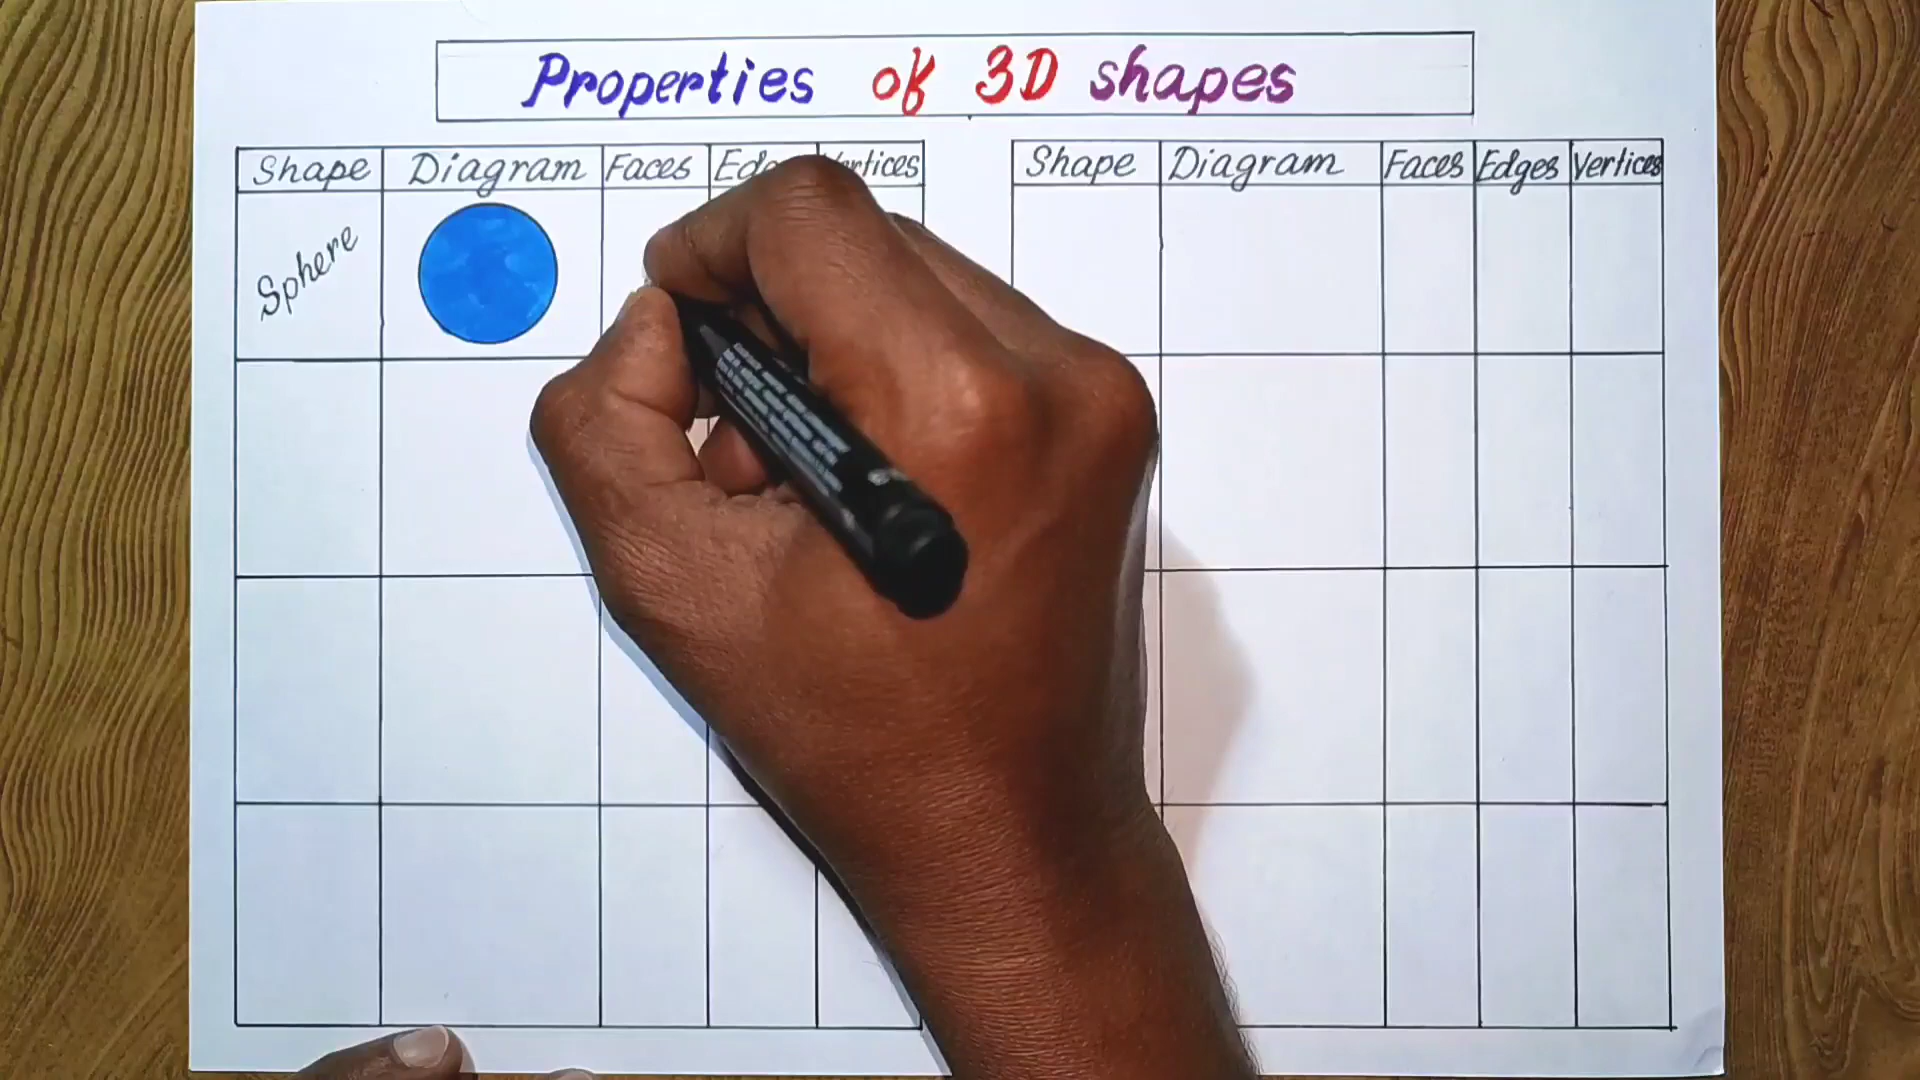 Properties of 3D shapes
Shape Diagram Faces Shape Diagram Faces Edges Vertices
Sphere